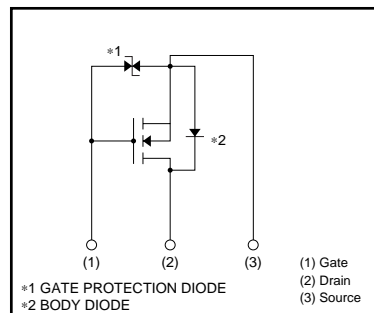 ∗1
∗2
(1) (2) (3)
∗1 GATE PROTECTION DIODE
∗2 BODY DIODE
(1) Gate
(2) Drain
(3) Source